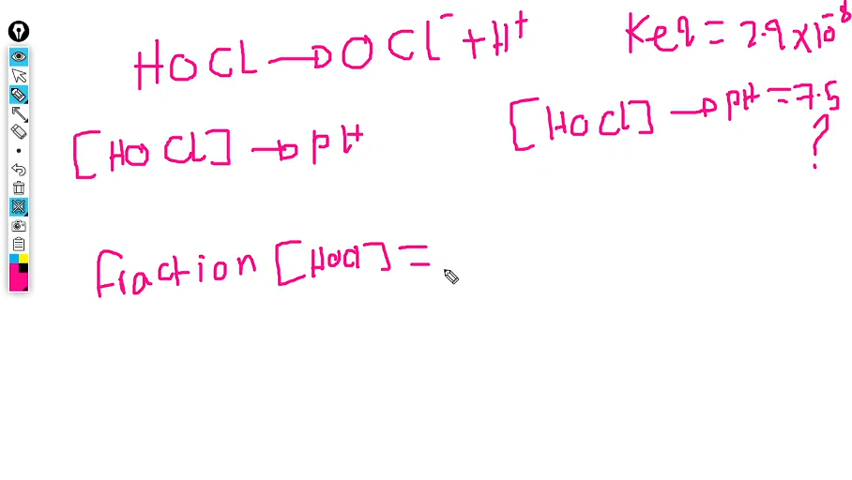 HOCl → OCl⁻ + H⁺
Keq = 2.9 × 10⁻⁸
[HOCl] → pH
[HOCl] → pH = 7.5
?
fraction [HOCl] =